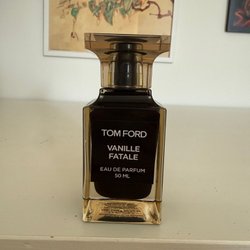 TOM FORD
VANILLE
FATALE
EAU DE PARFUM
50 ML